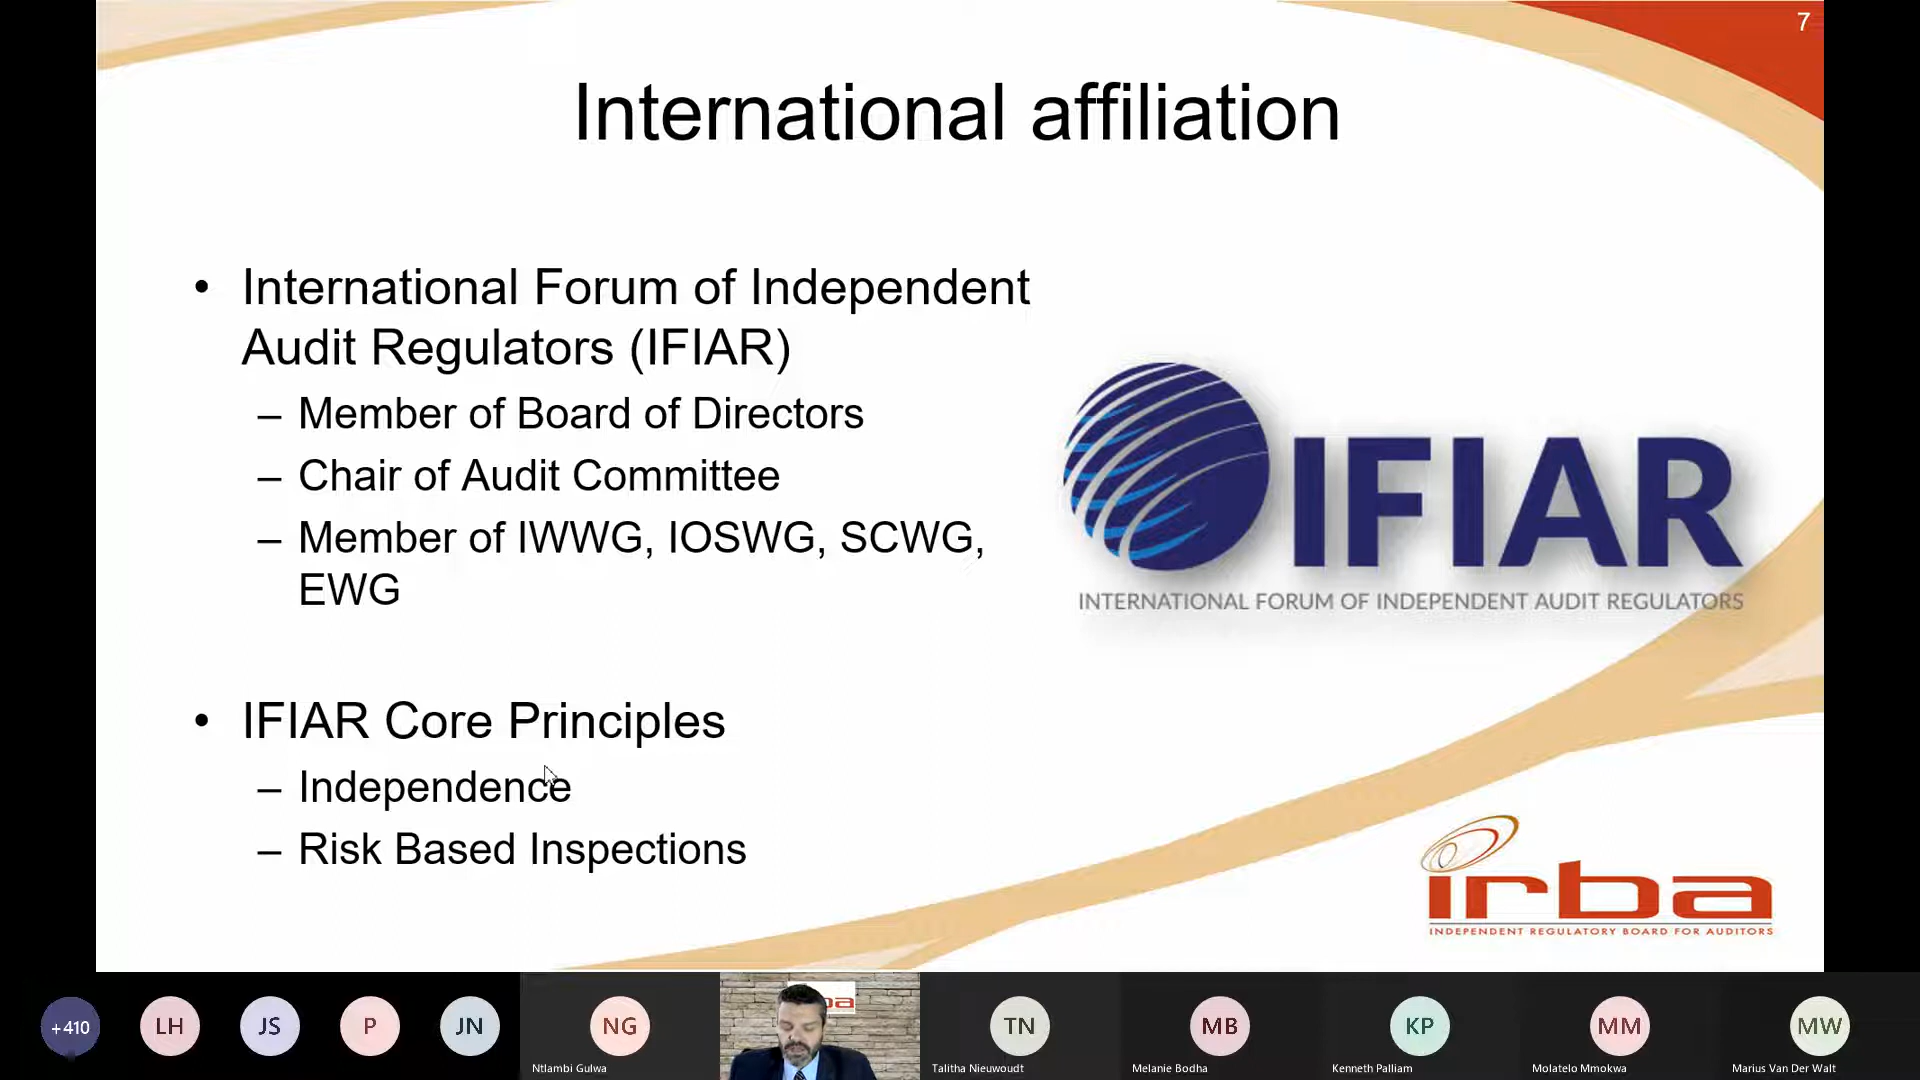 7
International affiliation
• International Forum of Independent
Audit Regulators (IFIAR)
– Member of Board of Directors
– Chair of Audit Committee
– Member of IWWG, IOSWG, SCWG,
EWG
IFIAR
INTERNATIONAL FORUM OF INDEPENDENT AUDIT REGULATORS
• IFIAR Core Principles
– Independence
– Risk Based Inspections
irba
INDEPENDENT REGULATORY BOARD FOR AUDITORS
+410
LH
JS
P
JN
NG
Ntlambi Gulwa
ba
TN
Talitha Nieuwoudt
MB
Melanie Bodha
KP
Kenneth Palliam
MM
Molatelo Mmokwa
MW
Marius Van Der Walt